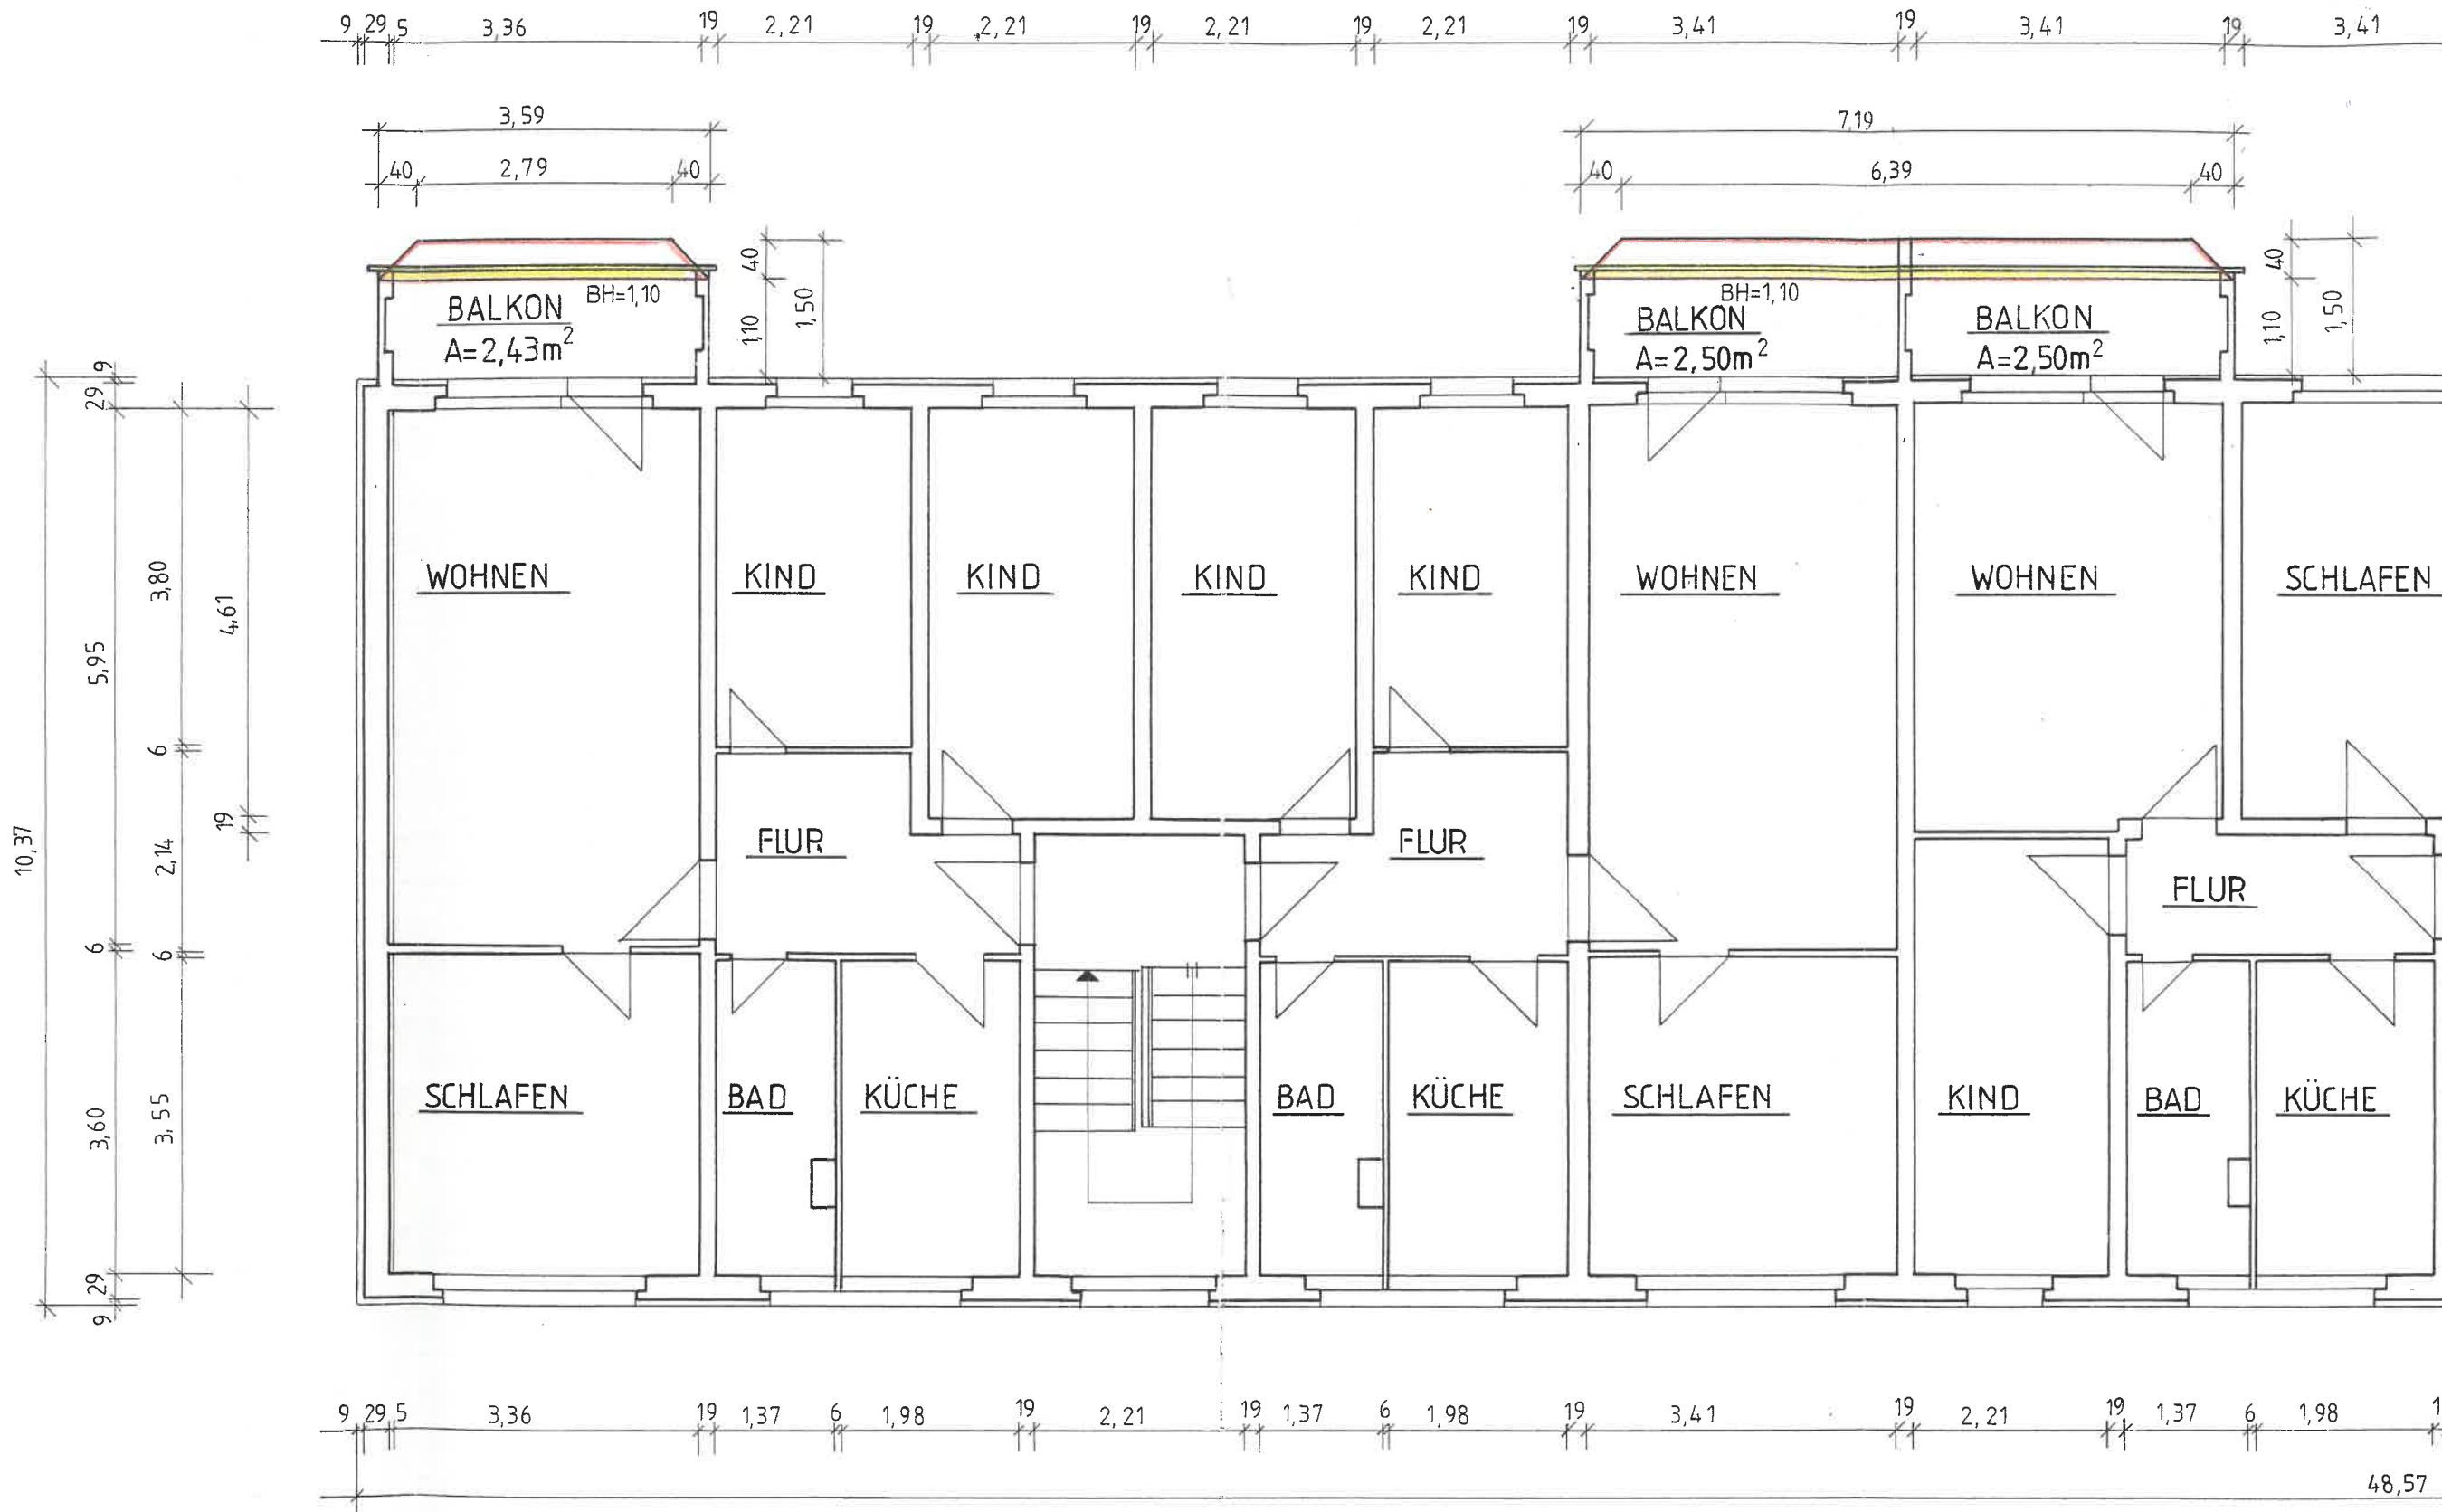 9 29 5 3,36 19 2,21 19 2,21 19 2,21 19 2,21 19 3,41 19 3,41 19 3,41
3,59 7,19
40 2,79 40 40 6,39 40
40 1,10 1,50 40 1,10 1,50
BALKON BH=1,10
A=2,43m²
BH=1,10
BALKON
A=2,50m²
BALKON
A=2,50m²
9
29
10,37
5,95
3,80
4,61
6
19
2,14
6
6
3,60
3,55
29
9
WOHNEN KIND KIND KIND KIND WOHNEN WOHNEN SCHLAFEN
FLUR FLUR FLUR
SCHLAFEN BAD KÜCHE BAD KÜCHE SCHLAFEN KIND BAD KÜCHE
9 29 5 3,36 19 1,37 6 1,98 19 2,21 19 1,37 6 1,98 19 3,41 19 2,21 19 1,37 6 1,98 1
48,57